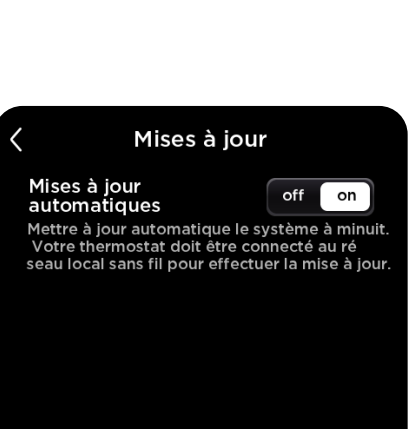 Mises à jour
Mises à jour
automatiques
off
on
Mettre à jour automatique le système à minuit.
Votre thermostat doit être connecté au ré
seau local sans fil pour effectuer la mise à jour.